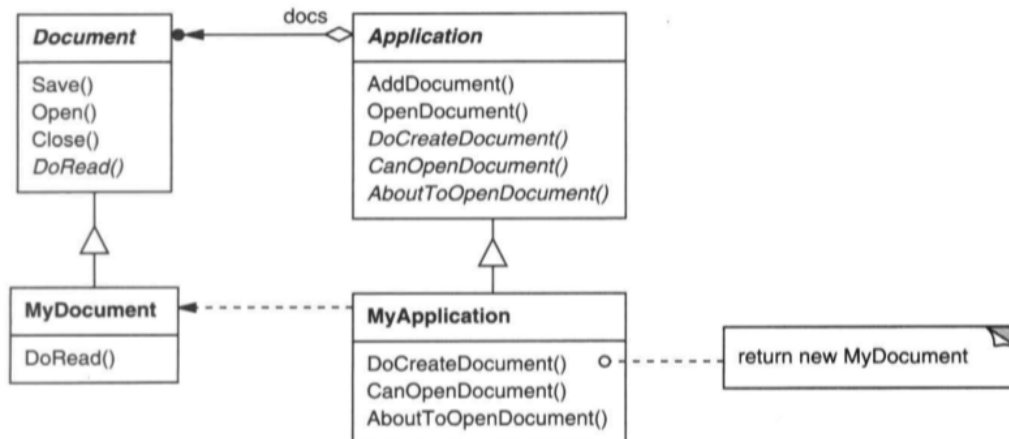 docs
Document
Save()
Open()
Close()
DoRead()
Application
AddDocument()
OpenDocument()
DoCreateDocument()
CanOpenDocument()
AboutToOpenDocument()
MyDocument
DoRead()
MyApplication
DoCreateDocument()
CanOpenDocument()
AboutToOpenDocument()
return new MyDocument